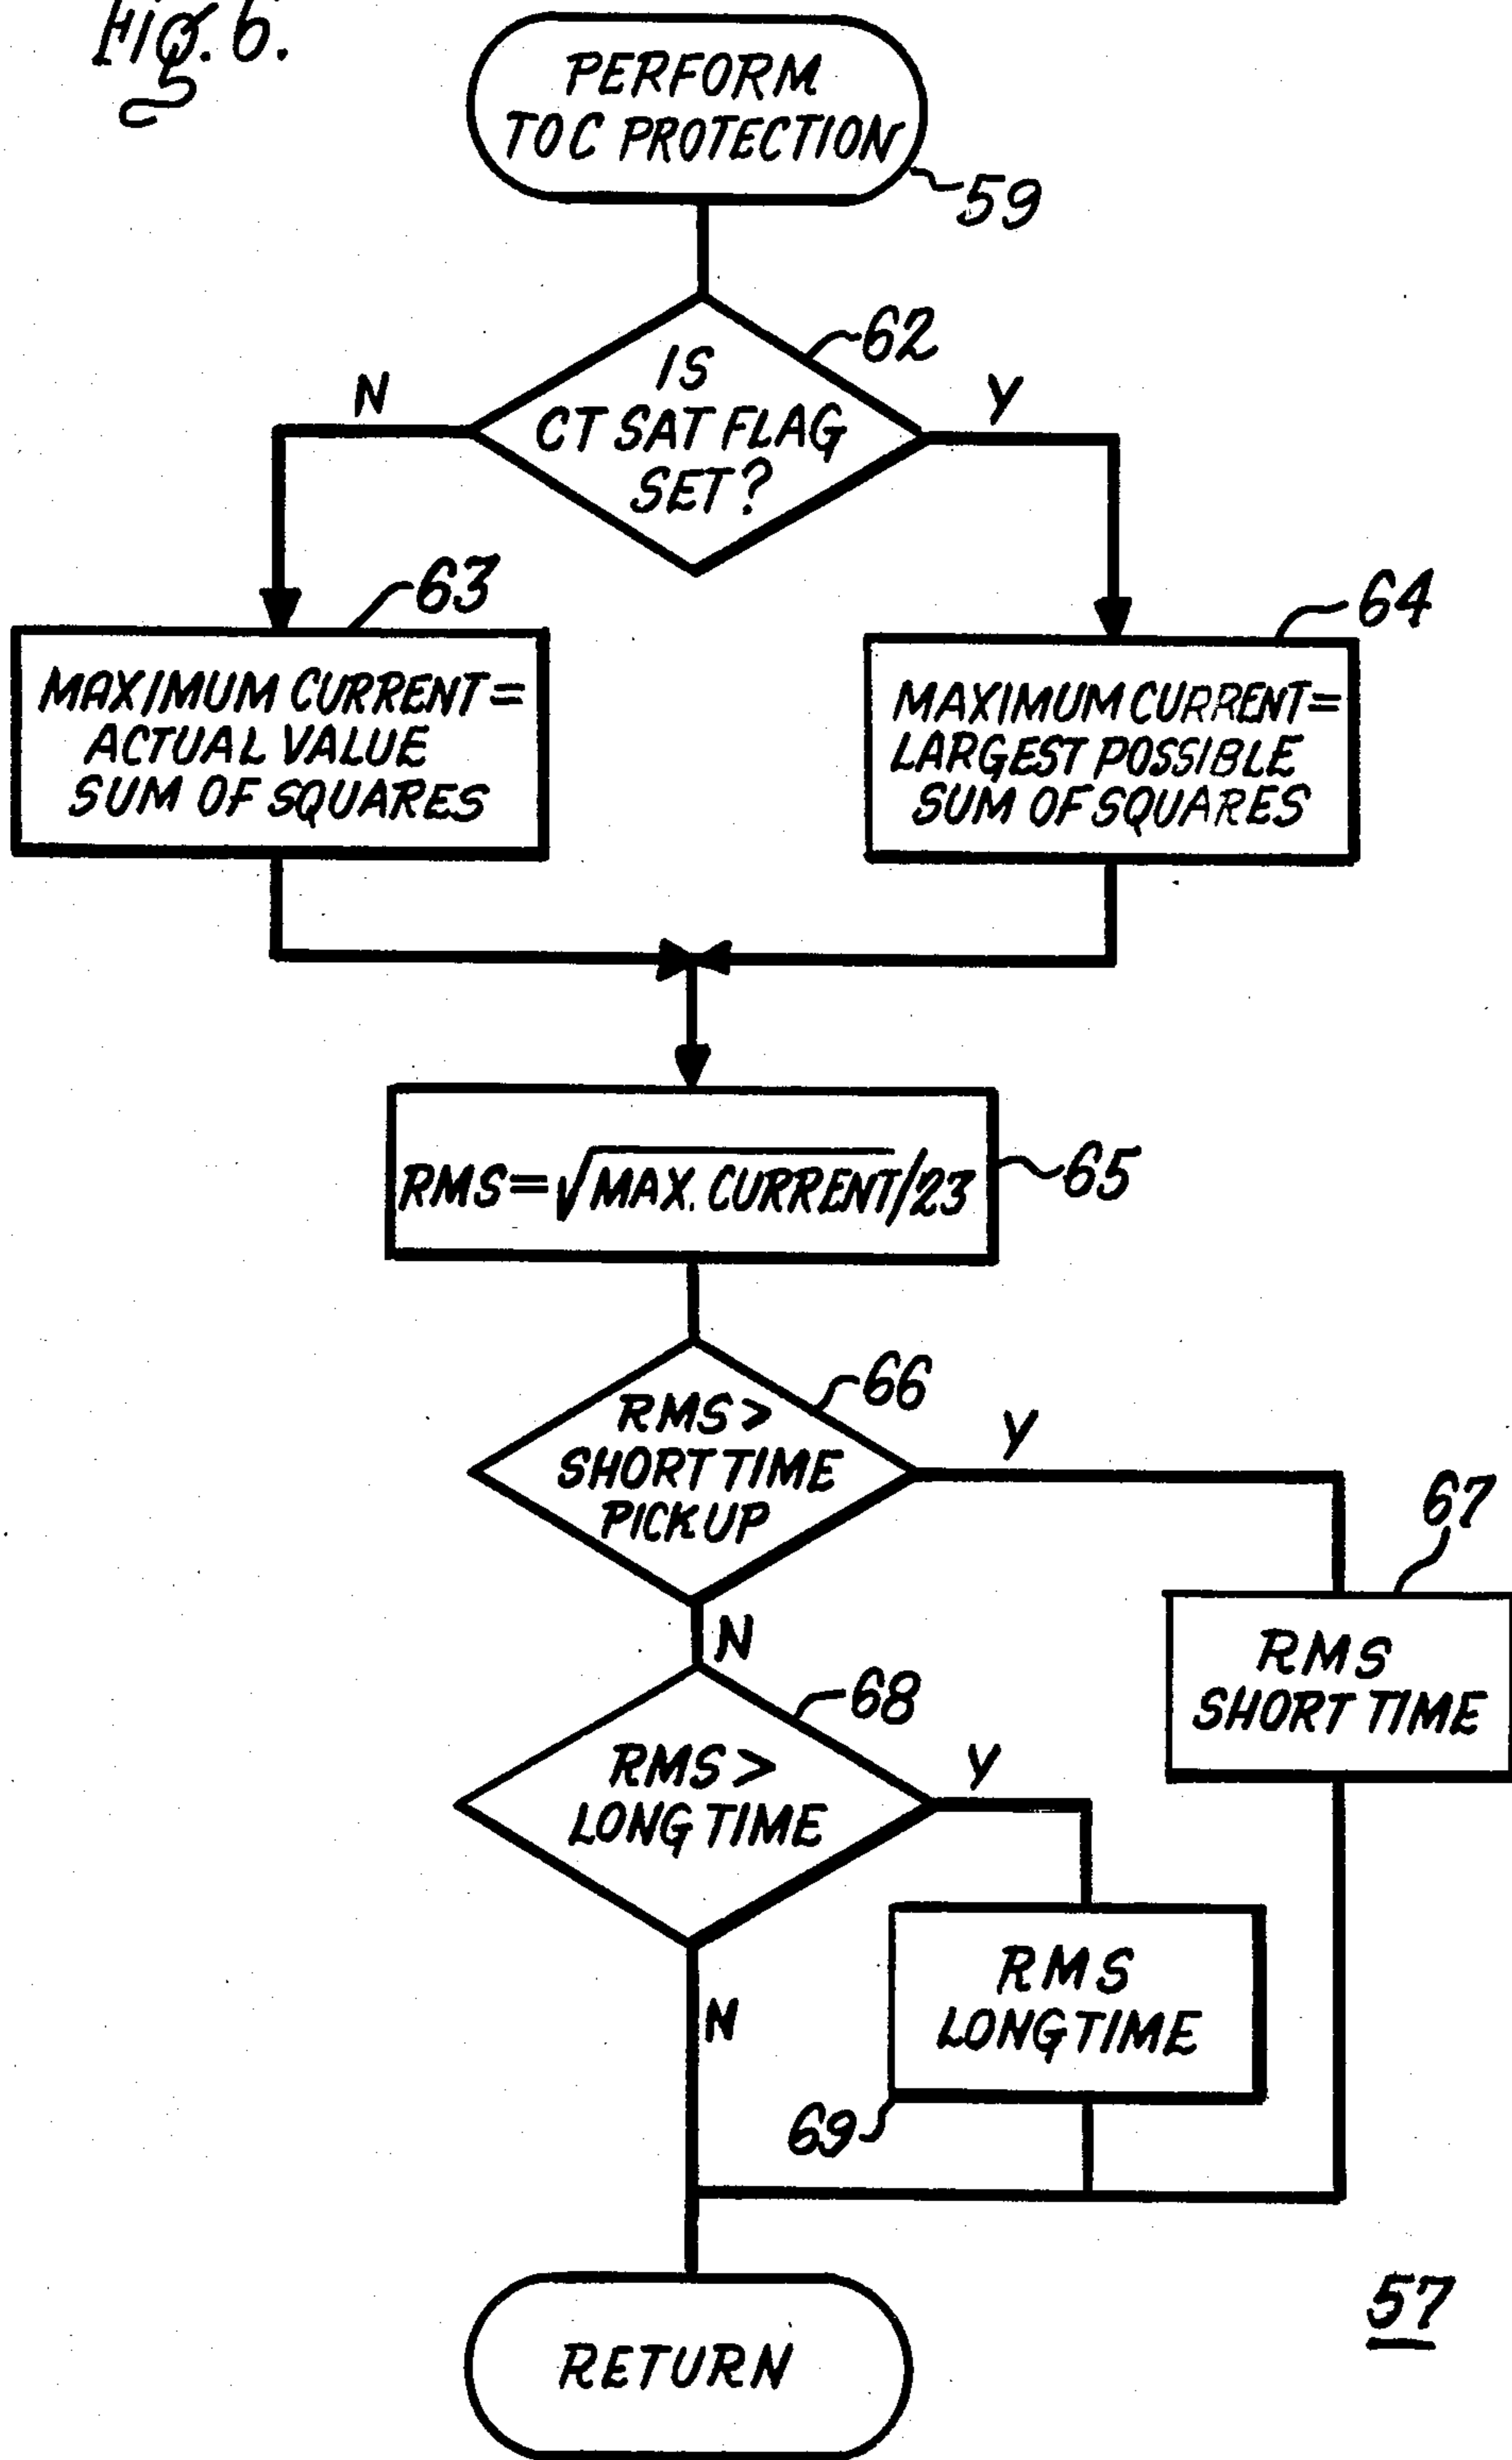 Fig. 6.
PERFORM
TOC PROTECTION
59
IS
CT SAT FLAG
SET?
62
N
Y
63
64
MAXIMUM CURRENT=
ACTUAL VALUE
SUM OF SQUARES
MAXIMUM CURRENT=
LARGEST POSSIBLE
SUM OF SQUARES
RMS=√MAX. CURRENT/23
65
RMS>
SHORT TIME
PICKUP
66
Y
67
N
RMS
SHORT TIME
68
RMS>
LONG TIME
Y
RMS
LONG TIME
N
69
57
RETURN